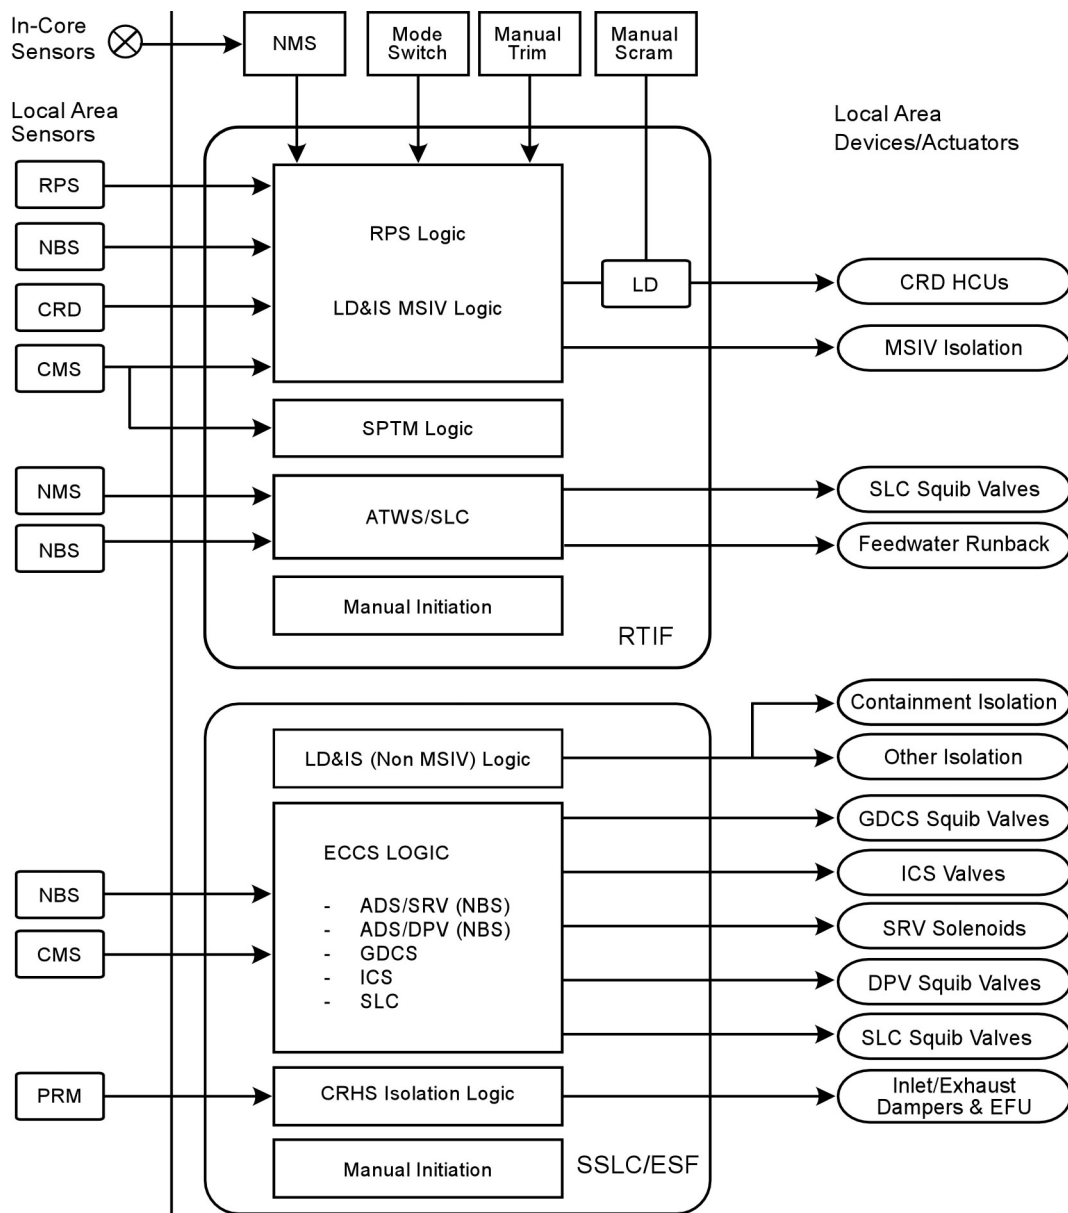 In-Core
Sensors
NMS
Mode
Switch
Manual
Trim
Manual
Scram
Local Area
Sensors
Local Area
Devices/Actuators
RPS
NBS
CRD
CMS
RPS Logic
LD&IS MSIV Logic
LD
CRD HCUs
MSIV Isolation
SPTM Logic
NMS
NBS
ATWS/SLC
SLC Squib Valves
Feedwater Runback
Manual Initiation
RTIF
LD&IS (Non MSIV) Logic
Containment Isolation
Other Isolation
NBS
CMS
ECCS LOGIC
- ADS/SRV (NBS)
- ADS/DPV (NBS)
- GDCS
- ICS
- SLC
GDCS Squib Valves
ICS Valves
SRV Solenoids
DPV Squib Valves
SLC Squib Valves
PRM
CRHS Isolation Logic
Inlet/Exhaust
Dampers & EFU
Manual Initiation
SSLC/ESF